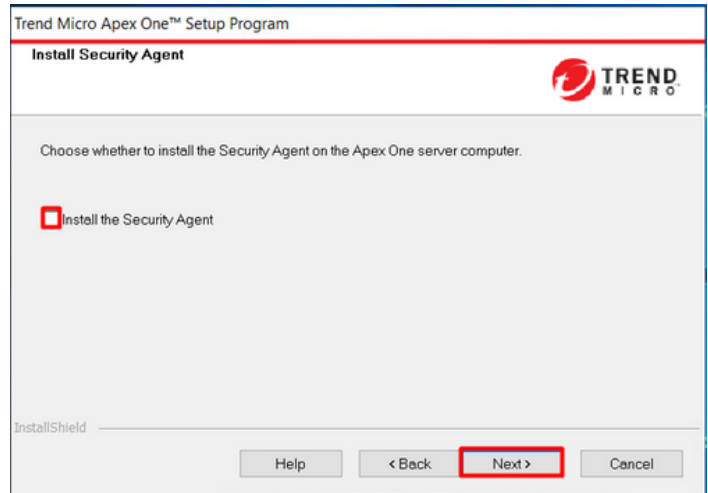 Trend Micro Apex One™ Setup Program
Install Security Agent
TREND
MICRO
Choose whether to install the Security Agent on the Apex One server computer.
Install the Security Agent
InstallShield
Help
< Back
Next >
Cancel